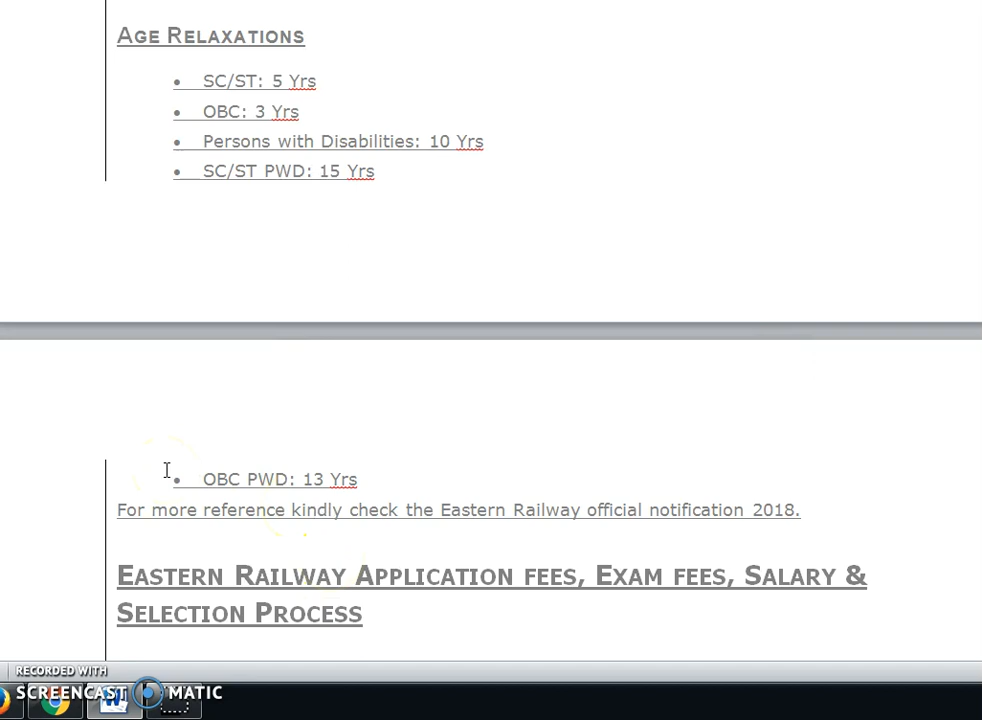 AGE RELAXATIONS
• SC/ST: 5 Yrs
• OBC: 3 Yrs
• Persons with Disabilities: 10 Yrs
• SC/ST PWD: 15 Yrs
• OBC PWD: 13 Yrs
For more reference kindly check the Eastern Railway official notification 2018.
EASTERN RAILWAY APPLICATION FEES, EXAM FEES, SALARY &
SELECTION PROCESS
RECORDED WITH
SCREENCAST MATIC